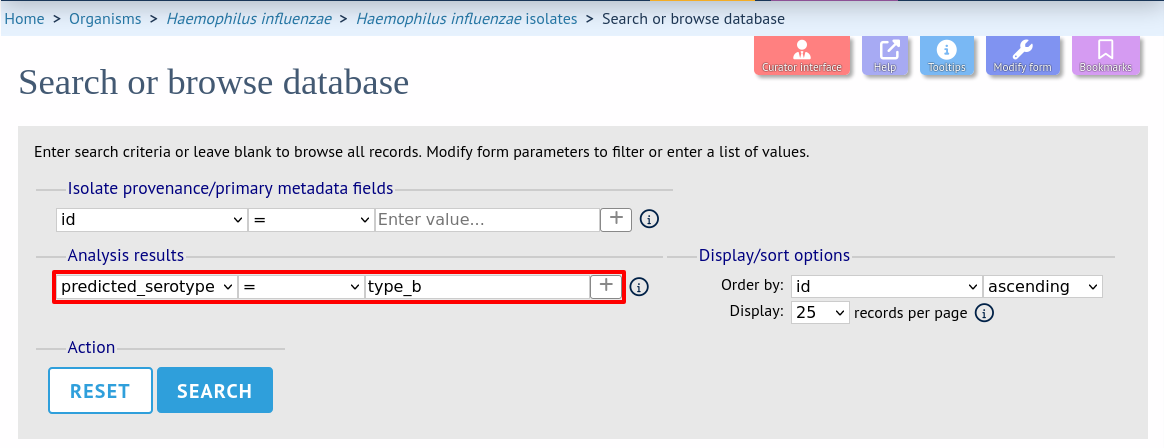 Home > Organisms > Haemophilus influenzae > Haemophilus influenzae isolates > Search or browse database
Curator interface Help Tooltips Modify form Bookmarks
Search or browse database
Enter search criteria or leave blank to browse all records. Modify form parameters to filter or enter a list of values.
Isolate provenance/primary metadata fields
id = Enter value... +
Analysis results
predicted_serotype = type_b +
Display/sort options
Order by: id ascending
Display: 25 records per page
Action
RESET SEARCH